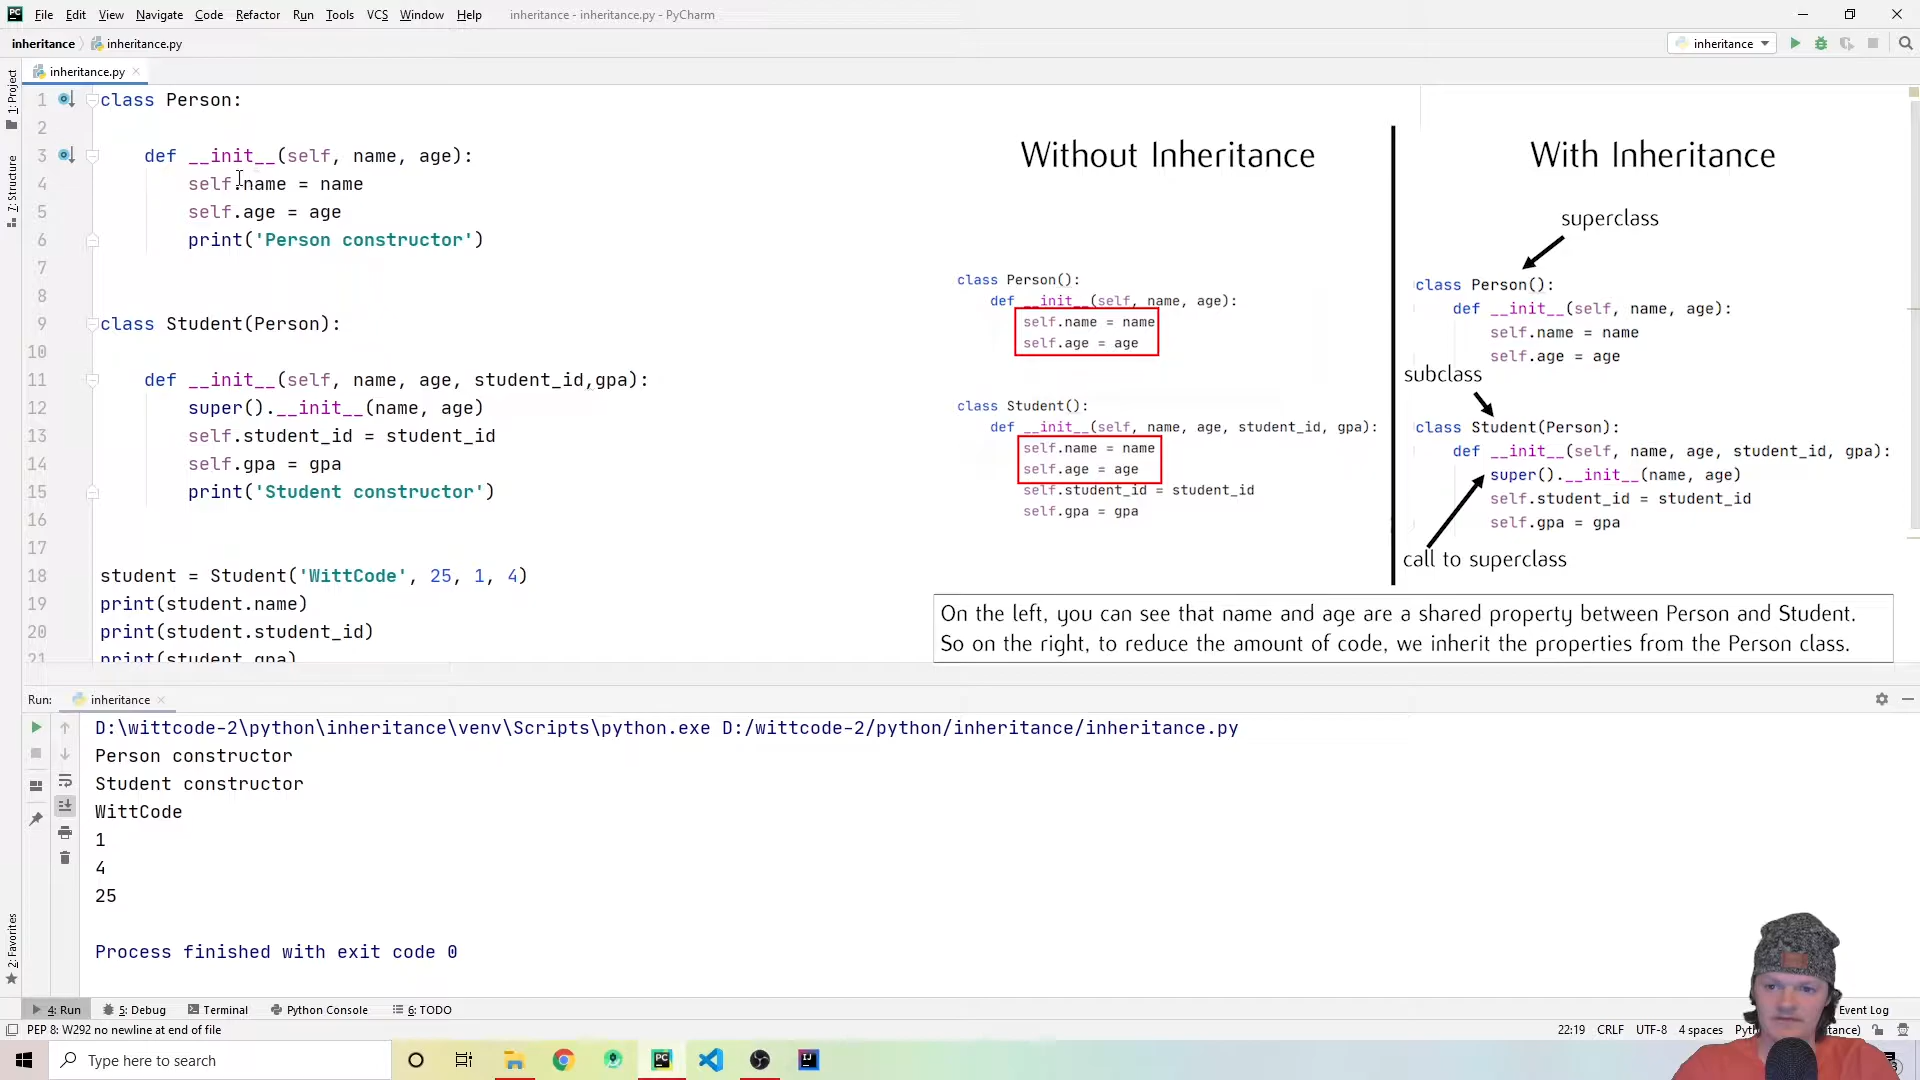 File Edit View Navigate Code Refactor Run Tools VCS Window Help inheritance - inheritance.py - PyCharm
inheritance inheritance.py inheritance
inheritance.py
1: Project
7: Structure
2: Favorites
1 class Person:
2
3 def __init__(self, name, age):
4 self.name = name
5 self.age = age
6 print('Person constructor')
7
8
9 class Student(Person):
10
11 def __init__(self, name, age, student_id,gpa):
12 super().__init__(name, age)
13 self.student_id = student_id
14 self.gpa = gpa
15 print('Student constructor')
16
17
18 student = Student('WittCode', 25, 1, 4)
19 print(student.name)
20 print(student.student_id)
21 print(student.gpa)
Without Inheritance
class Person():
def __init__(self, name, age):
self.name = name
self.age = age
class Student():
def __init__(self, name, age, student_id, gpa):
self.name = name
self.age = age
self.student_id = student_id
self.gpa = gpa
With Inheritance
superclass
class Person():
def __init__(self, name, age):
self.name = name
self.age = age
subclass
class Student(Person):
def __init__(self, name, age, student_id, gpa):
super().__init__(name, age)
self.student_id = student_id
self.gpa = gpa
call to superclass
On the left, you can see that name and age are a shared property between Person and Student.
So on the right, to reduce the amount of code, we inherit the properties from the Person class.
Run: inheritance
D:\wittcode-2\python\inheritance\venv\Scripts\python.exe D:/wittcode-2/python/inheritance/inheritance.py
Person constructor
Student constructor
WittCode
1
4
25
Process finished with exit code 0
4: Run 5: Debug Terminal Python Console 6: TODO Event Log
PEP 8: W292 no newline at end of file 22:19 CRLF UTF-8 4 spaces
Type here to search